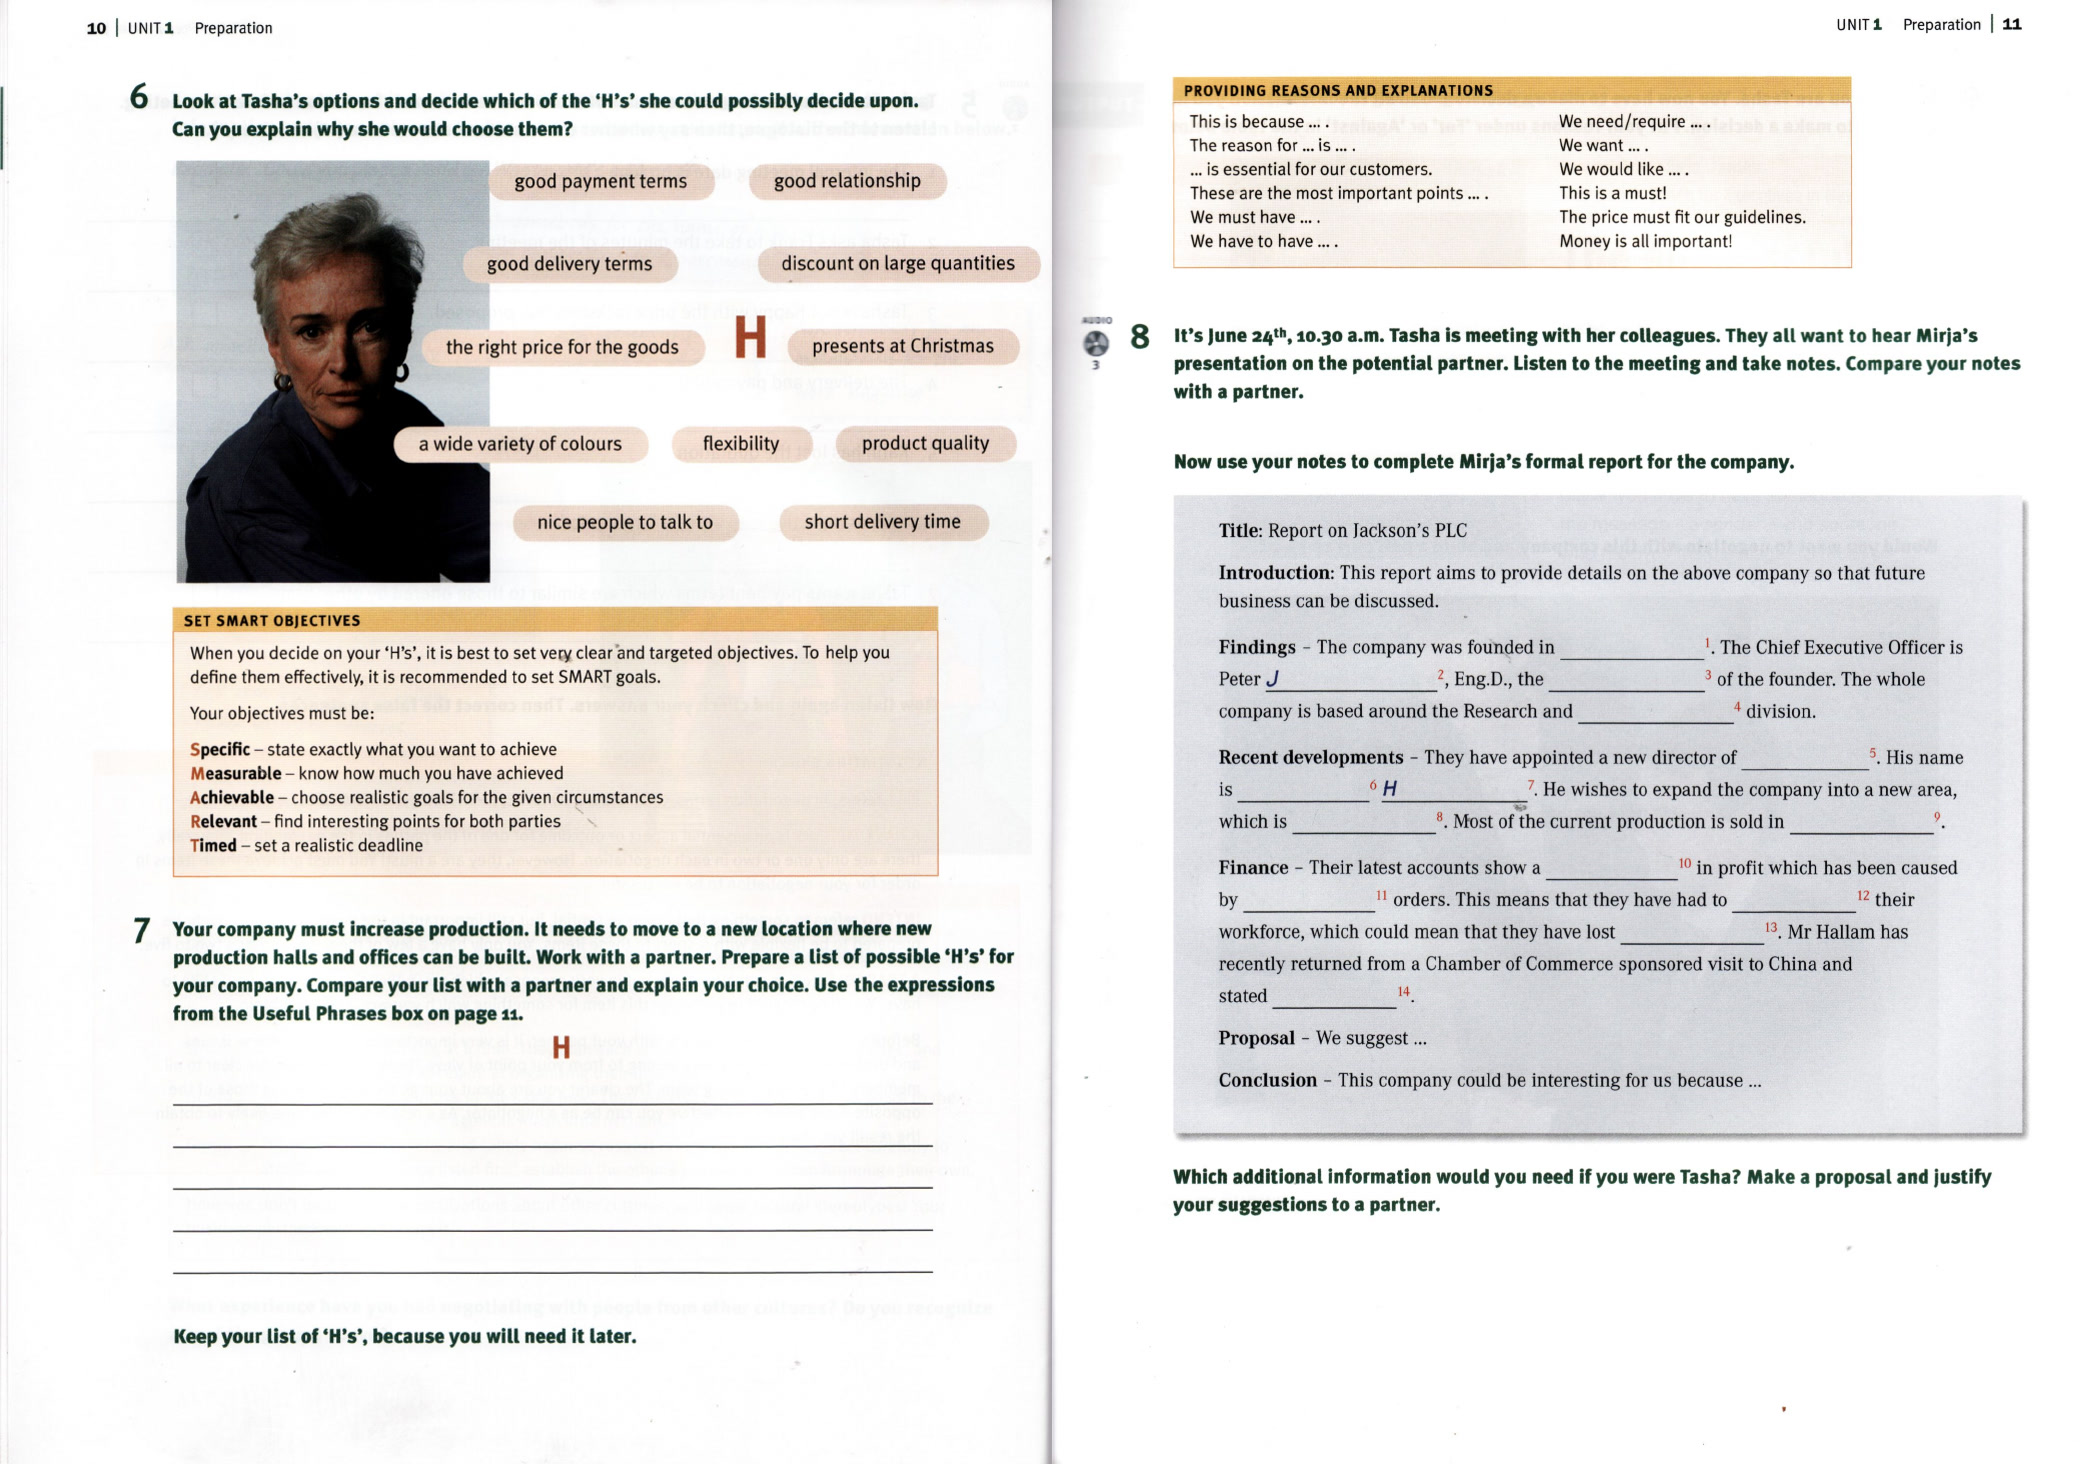 10 | UNIT 1 Preparation
6 Look at Tasha's options and decide which of the ‘H's’ she could possibly decide upon.
Can you explain why she would choose them?
good payment terms
good relationship
good delivery terms
discount on large quantities
the right price for the goods
H
presents at Christmas
a wide variety of colours
flexibility
product quality
nice people to talk to
short delivery time
SET SMART OBJECTIVES
When you decide on your ‘H's’, it is best to set very clear and targeted objectives. To help you
define them effectively, it is recommended to set SMART goals.
Your objectives must be:
Specific – state exactly what you want to achieve
Measurable – know how much you have achieved
Achievable – choose realistic goals for the given circumstances
Relevant – find interesting points for both parties
Timed – set a realistic deadline
7 Your company must increase production. It needs to move to a new location where new
production halls and offices can be built. Work with a partner. Prepare a list of possible ‘H's’ for
your company. Compare your list with a partner and explain your choice. Use the expressions
from the Useful Phrases box on page 11.
H
Keep your list of ‘H's’, because you will need it later.
UNIT 1 Preparation | 11
PROVIDING REASONS AND EXPLANATIONS
This is because ... .
The reason for ... is ... .
... is essential for our customers.
These are the most important points ... .
We must have ... .
We have to have ... .
We need/require ... .
We want ... .
We would like ... .
This is a must!
The price must fit our guidelines.
Money is all important!
AUDIO
3
8 It's June 24th, 10.30 a.m. Tasha is meeting with her colleagues. They all want to hear Mirja's
presentation on the potential partner. Listen to the meeting and take notes. Compare your notes
with a partner.
Now use your notes to complete Mirja's formal report for the company.
Title: Report on Jackson's PLC
Introduction: This report aims to provide details on the above company so that future
business can be discussed.
Findings – The company was founded in ____________ 1. The Chief Executive Officer is
Peter J____________ 2, Eng.D., the ____________ 3 of the founder. The whole
company is based around the Research and ____________ 4 division.
Recent developments – They have appointed a new director of ____________ 5. His name
is ____________ 6 H____________ 7. He wishes to expand the company into a new area,
which is ____________ 8. Most of the current production is sold in ____________ 9.
Finance – Their latest accounts show a ____________ 10 in profit which has been caused
by ____________ 11 orders. This means that they have had to ____________ 12 their
workforce, which could mean that they have lost ____________ 13. Mr Hallam has
recently returned from a Chamber of Commerce sponsored visit to China and
stated ____________ 14.
Proposal – We suggest ...
Conclusion – This company could be interesting for us because ...
Which additional information would you need if you were Tasha? Make a proposal and justify
your suggestions to a partner.